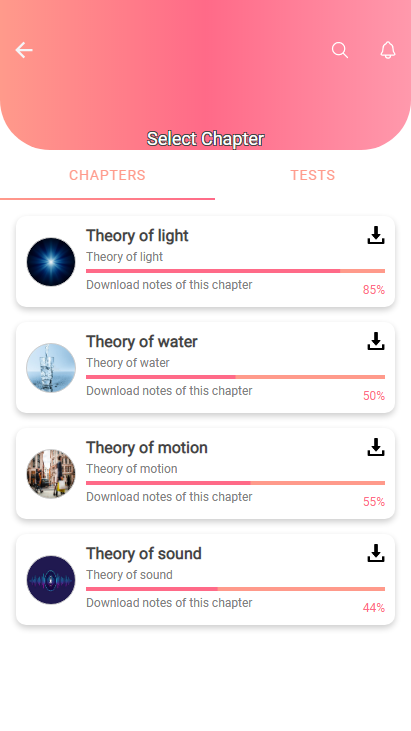 Select Chapter
CHAPTERS
TESTS
Theory of light
Theory of light
Download notes of this chapter
85%
Theory of water
Theory of water
Download notes of this chapter
50%
Theory of motion
Theory of motion
Download notes of this chapter
55%
Theory of sound
Theory of sound
Download notes of this chapter
44%